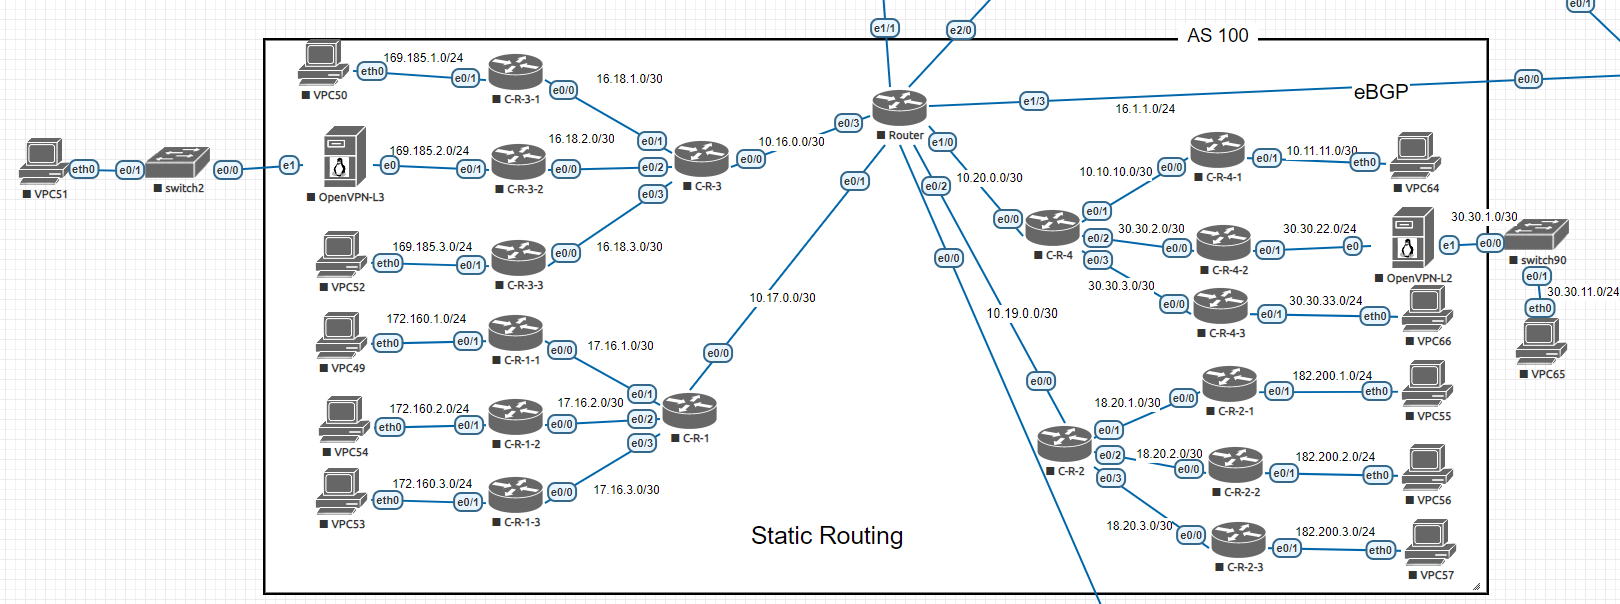 e1/1
e2/0
e0/1
AS 100
VPC50
eth0
169.185.1.0/24
e0/1
C-R-3-1
e0/0
16.18.1.0/30
e0/1
VPC51
eth0
e0/1
switch2
e0/0
e1
OpenVPN-L3
e0
169.185.2.0/24
e0/1
C-R-3-2
e0/0
16.18.2.0/30
e0/2
C-R-3
e0/0
10.16.0.0/30
e0/3
VPC52
eth0
169.185.3.0/24
e0/1
C-R-3-3
e0/0
16.18.3.0/30
e0/3
VPC49
eth0
172.160.1.0/24
e0/1
C-R-1-1
e0/0
17.16.1.0/30
e0/1
VPC54
eth0
172.160.2.0/24
e0/1
C-R-1-2
e0/0
17.16.2.0/30
e0/2
C-R-1
e0/0
10.17.0.0/30
e0/1
VPC53
eth0
172.160.3.0/24
e0/1
C-R-1-3
e0/0
17.16.3.0/30
e0/3
Router
e1/3
16.1.1.0/24
eBGP
e0/0
e1/0
10.20.0.0/30
e0/0
C-R-4
e0/1
10.10.10.0/30
e0/0
C-R-4-1
e0/1
10.11.11.0/30
eth0
VPC64
e0/2
30.30.2.0/30
e0/0
C-R-4-2
e0/1
30.30.22.0/24
e0
OpenVPN-L2
e1
30.30.1.0/30
e0/0
switch90
e0/1
30.30.11.0/24
eth0
VPC65
e0/3
30.30.3.0/30
e0/0
C-R-4-3
e0/1
30.30.33.0/24
eth0
VPC66
e0/2
e0/0
10.19.0.0/30
e0/0
C-R-2
e0/1
18.20.1.0/30
e0/0
C-R-2-1
e0/1
182.200.1.0/24
eth0
VPC55
e0/2
18.20.2.0/30
e0/0
C-R-2-2
e0/1
182.200.2.0/24
eth0
VPC56
e0/3
18.20.3.0/30
e0/0
C-R-2-3
e0/1
182.200.3.0/24
eth0
VPC57
Static Routing